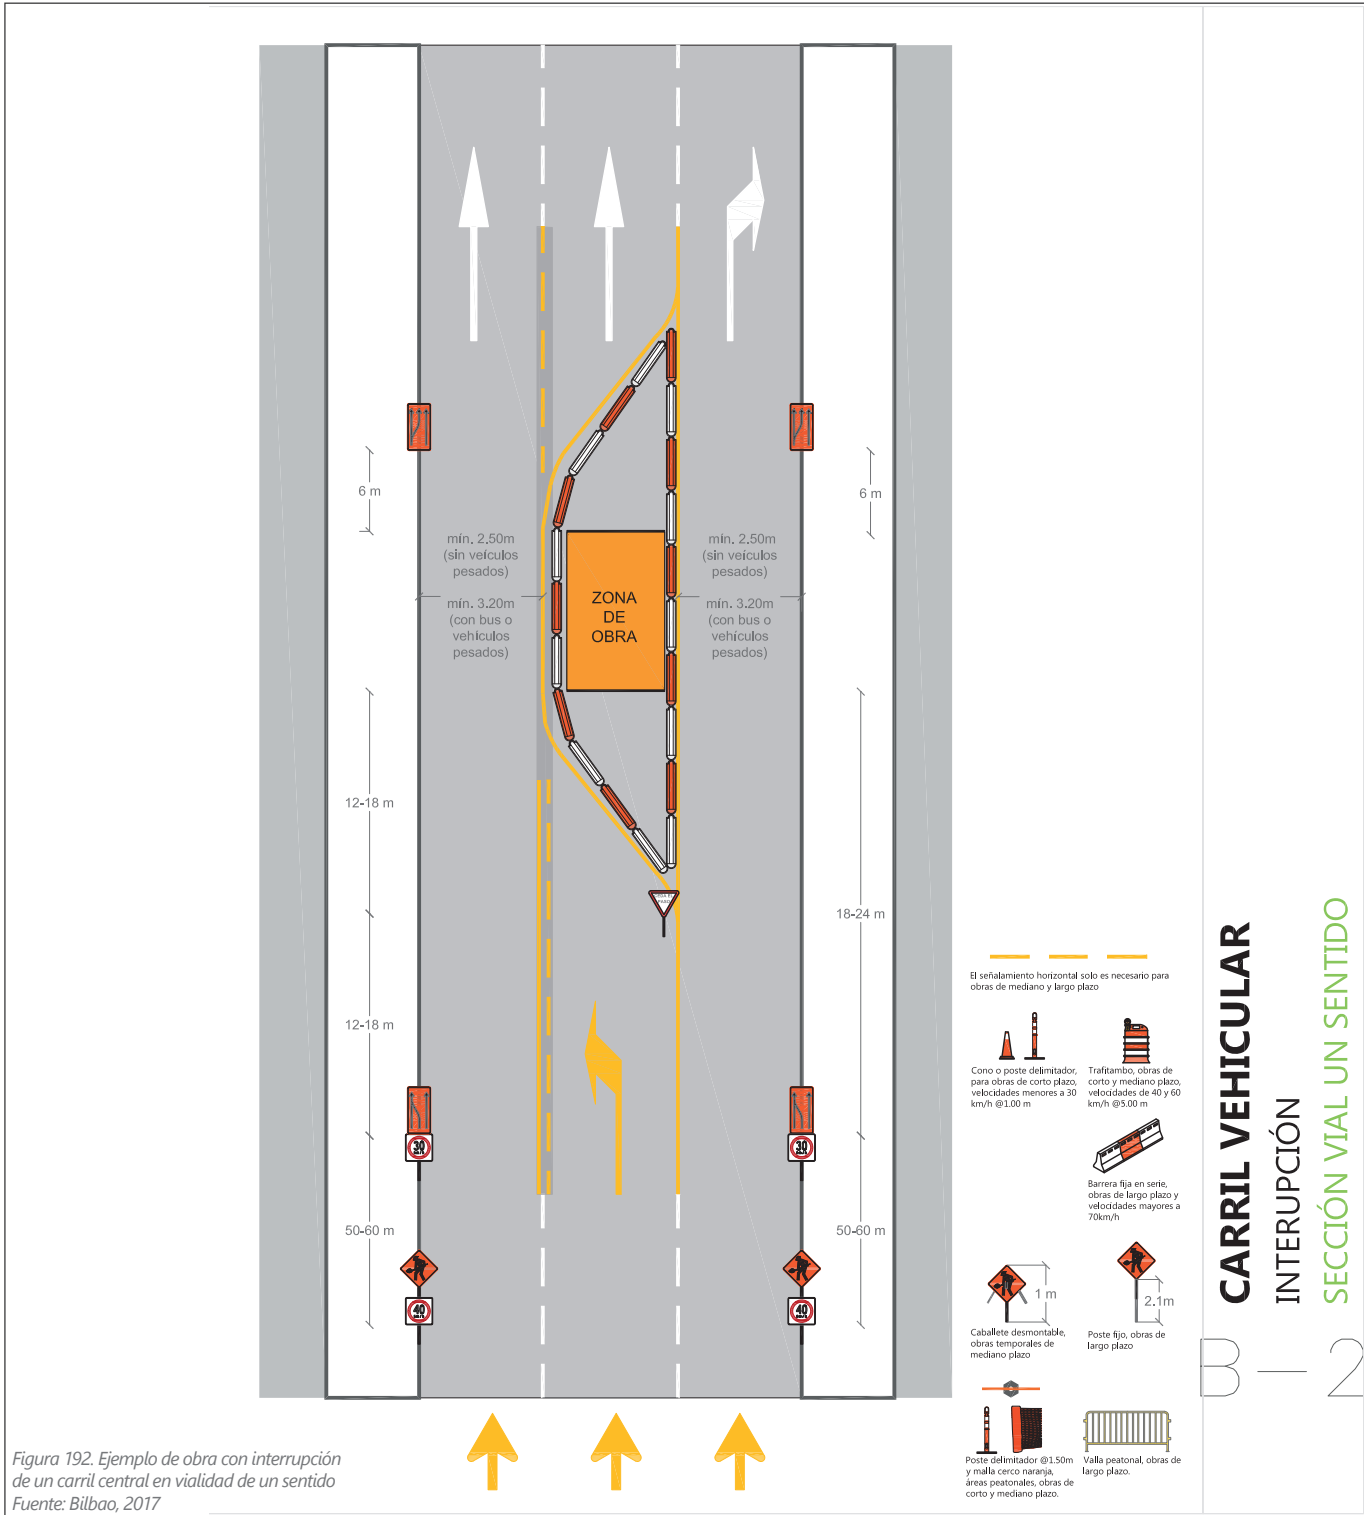 6 m
6 m
mín. 2.50m
(sin veículos
pesados)
mín. 3.20m
(con bus o
vehículos
pesados)
ZONA
DE
OBRA
mín. 2.50m
(sin veículos
pesados)
mín. 3.20m
(con bus o
vehículos
pesados)
12-18 m
18-24 m
12-18 m
30
30
50-60 m
50-60 m
40
40
El señalamiento horizontal solo es necesario para
obras de mediano y largo plazo
Cono o poste delimitador,
para obras de corto plazo,
velocidades menores a 30
km/h @1.00 m
Trafitambo, obras de
corto y mediano plazo,
velocidades de 40 y 60
km/h @5.00 m
Barrera fija en serie,
obras de largo plazo y
velocidades mayores a
70km/h
1 m
Caballete desmontable,
obras temporales de
mediano plazo
2.1m
Poste fijo, obras de
largo plazo
Poste delimitador @1.50m
y malla cerco naranja,
áreas peatonales, obras de
corto y mediano plazo.
Valla peatonal, obras de
largo plazo.
CARRIL VEHICULAR
INTERUPCIÓN
SECCIÓN VIAL UN SENTIDO
B-2
Figura 192. Ejemplo de obra con interrupción
de un carril central en vialidad de un sentido
Fuente: Bilbao, 2017